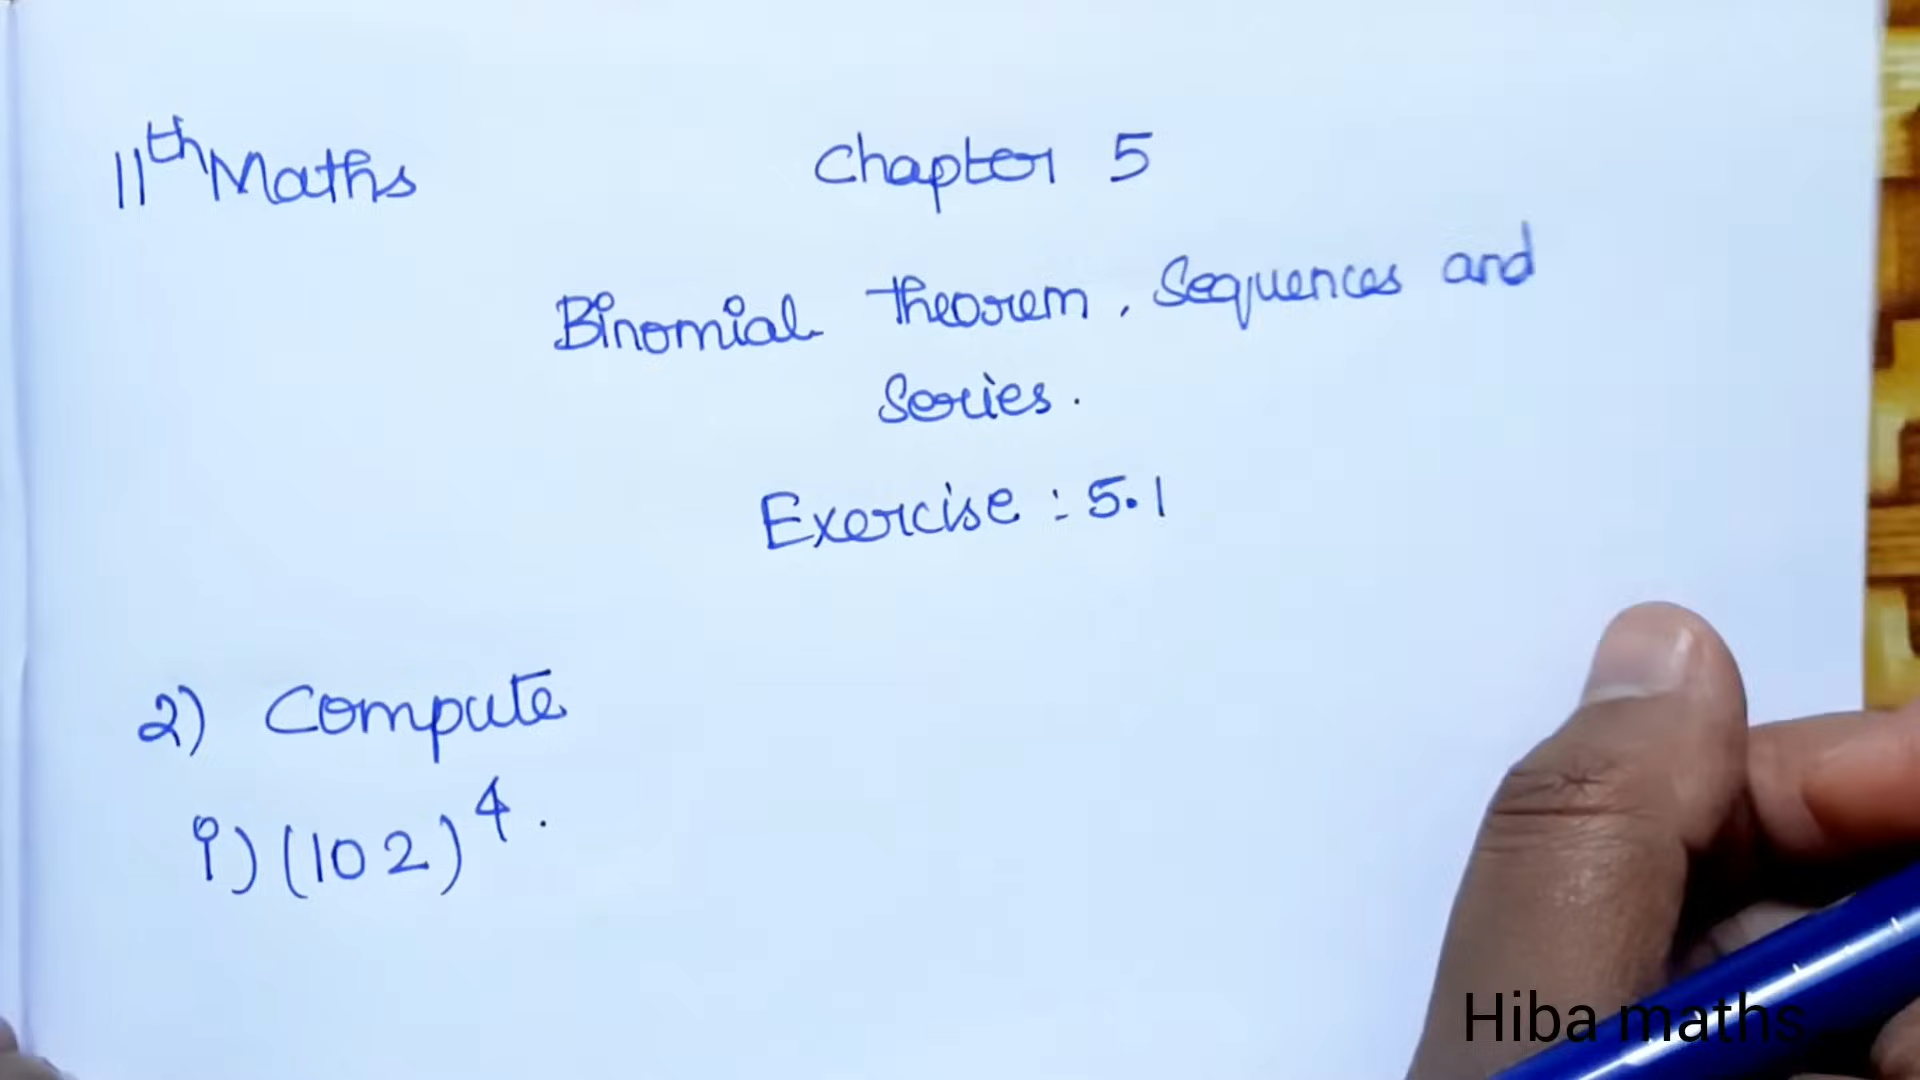 11th Maths Chapter 5
Binomial theorem, Sequences and
Series.
Exercise : 5.1
2) Compute
i) (102)^4.
Hiba maths